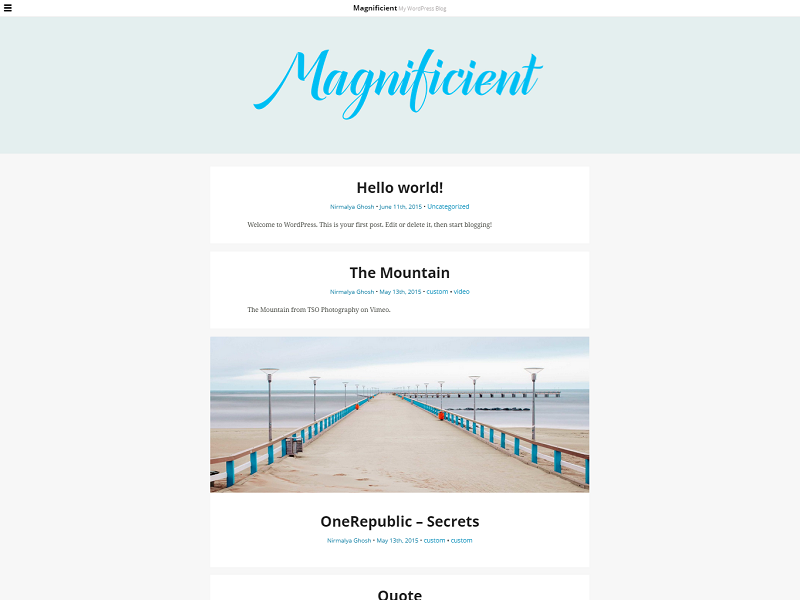 Magnificient My WordPress Blog
Magnificient
Hello world!
Nirmalya Ghosh • June 11th, 2015 • Uncategorized
Welcome to WordPress. This is your first post. Edit or delete it, then start blogging!
The Mountain
Nirmalya Ghosh • May 13th, 2015 • custom • video
The Mountain from TSO Photography on Vimeo.
OneRepublic – Secrets
Nirmalya Ghosh • May 13th, 2015 • custom • custom
Quote